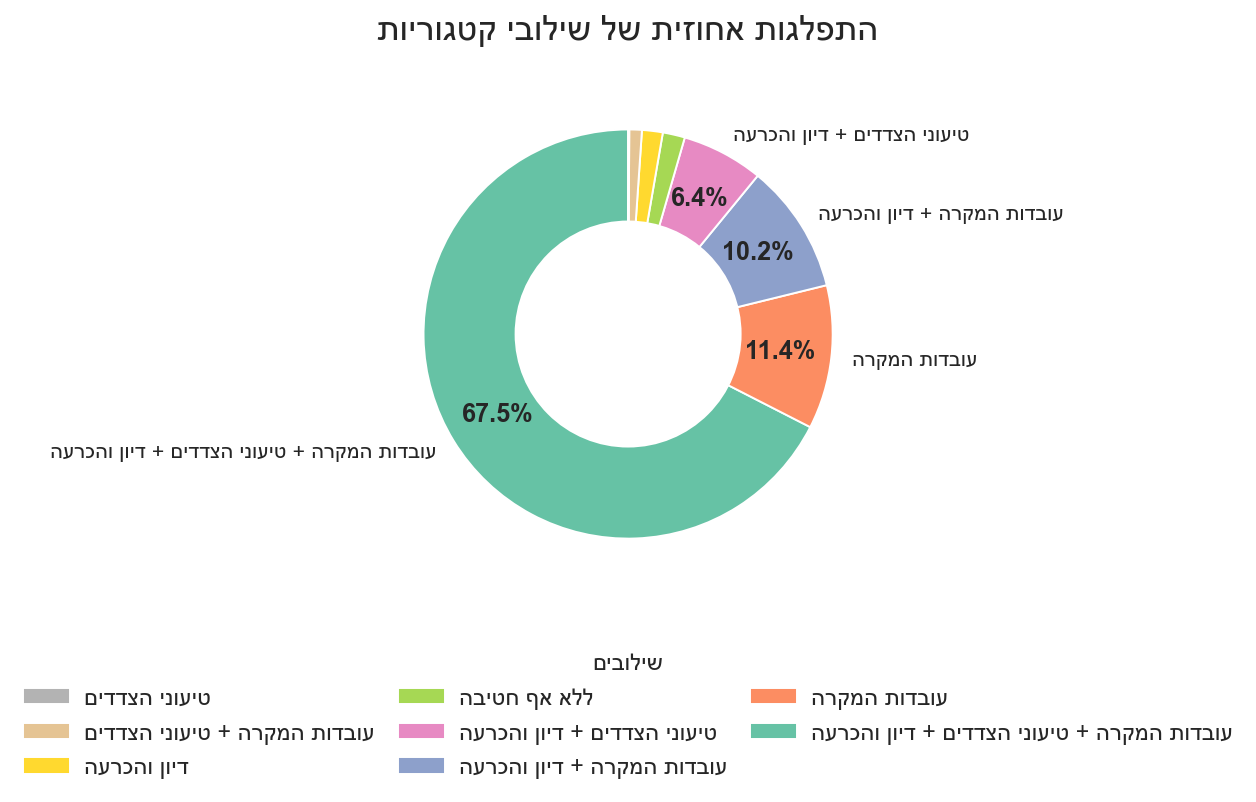 התפלגות אחוזית של שילובי קטגוריות
טיעוני הצדדים + דיון והכרעה
6.4%
עובדות המקרה + דיון והכרעה
10.2%
עובדות המקרה
11.4%
67.5%
עובדות המקרה + טיעוני הצדדים + דיון והכרעה
שילובים
עובדות המקרה
עובדות המקרה + טיעוני הצדדים + דיון והכרעה
ללא אף חטיבה
טיעוני הצדדים + דיון והכרעה
עובדות המקרה + דיון והכרעה
טיעוני הצדדים
עובדות המקרה + טיעוני הצדדים
דיון והכרעה